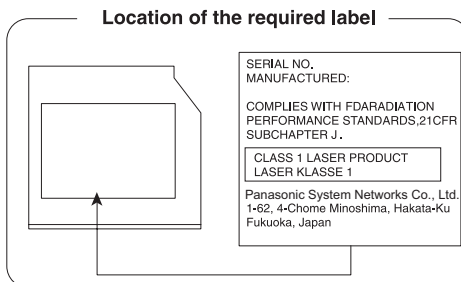 Location of the required label
SERIAL NO.
MANUFACTURED:
COMPLIES WITH FDARADIATION
PERFORMANCE STANDARDS,21CFR
SUBCHAPTER J.
CLASS 1 LASER PRODUCT
LASER KLASSE 1
Panasonic System Networks Co., Ltd.
1-62, 4-Chome Minoshima, Hakata-Ku
Fukuoka, Japan